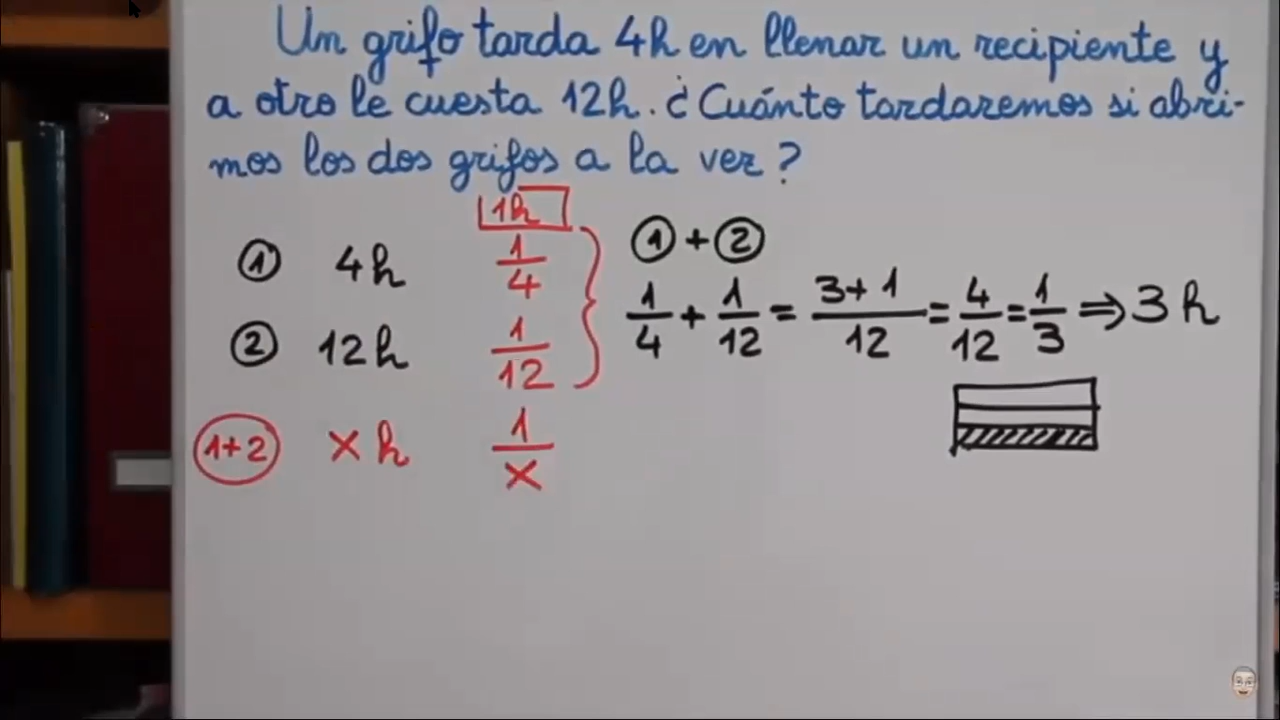 Un grifo tarda 4h en llenar un recipiente y
a otro le cuesta 12h. ¿Cuánto tardaremos si abri-
mos los dos grifos a la vez?
1h
① 4h 1/4
② 12h 1/12
1+2 x h 1/x
① + ②
1/4 + 1/12 = 3+1/12 = 4/12 = 1/3 ⇒ 3 h